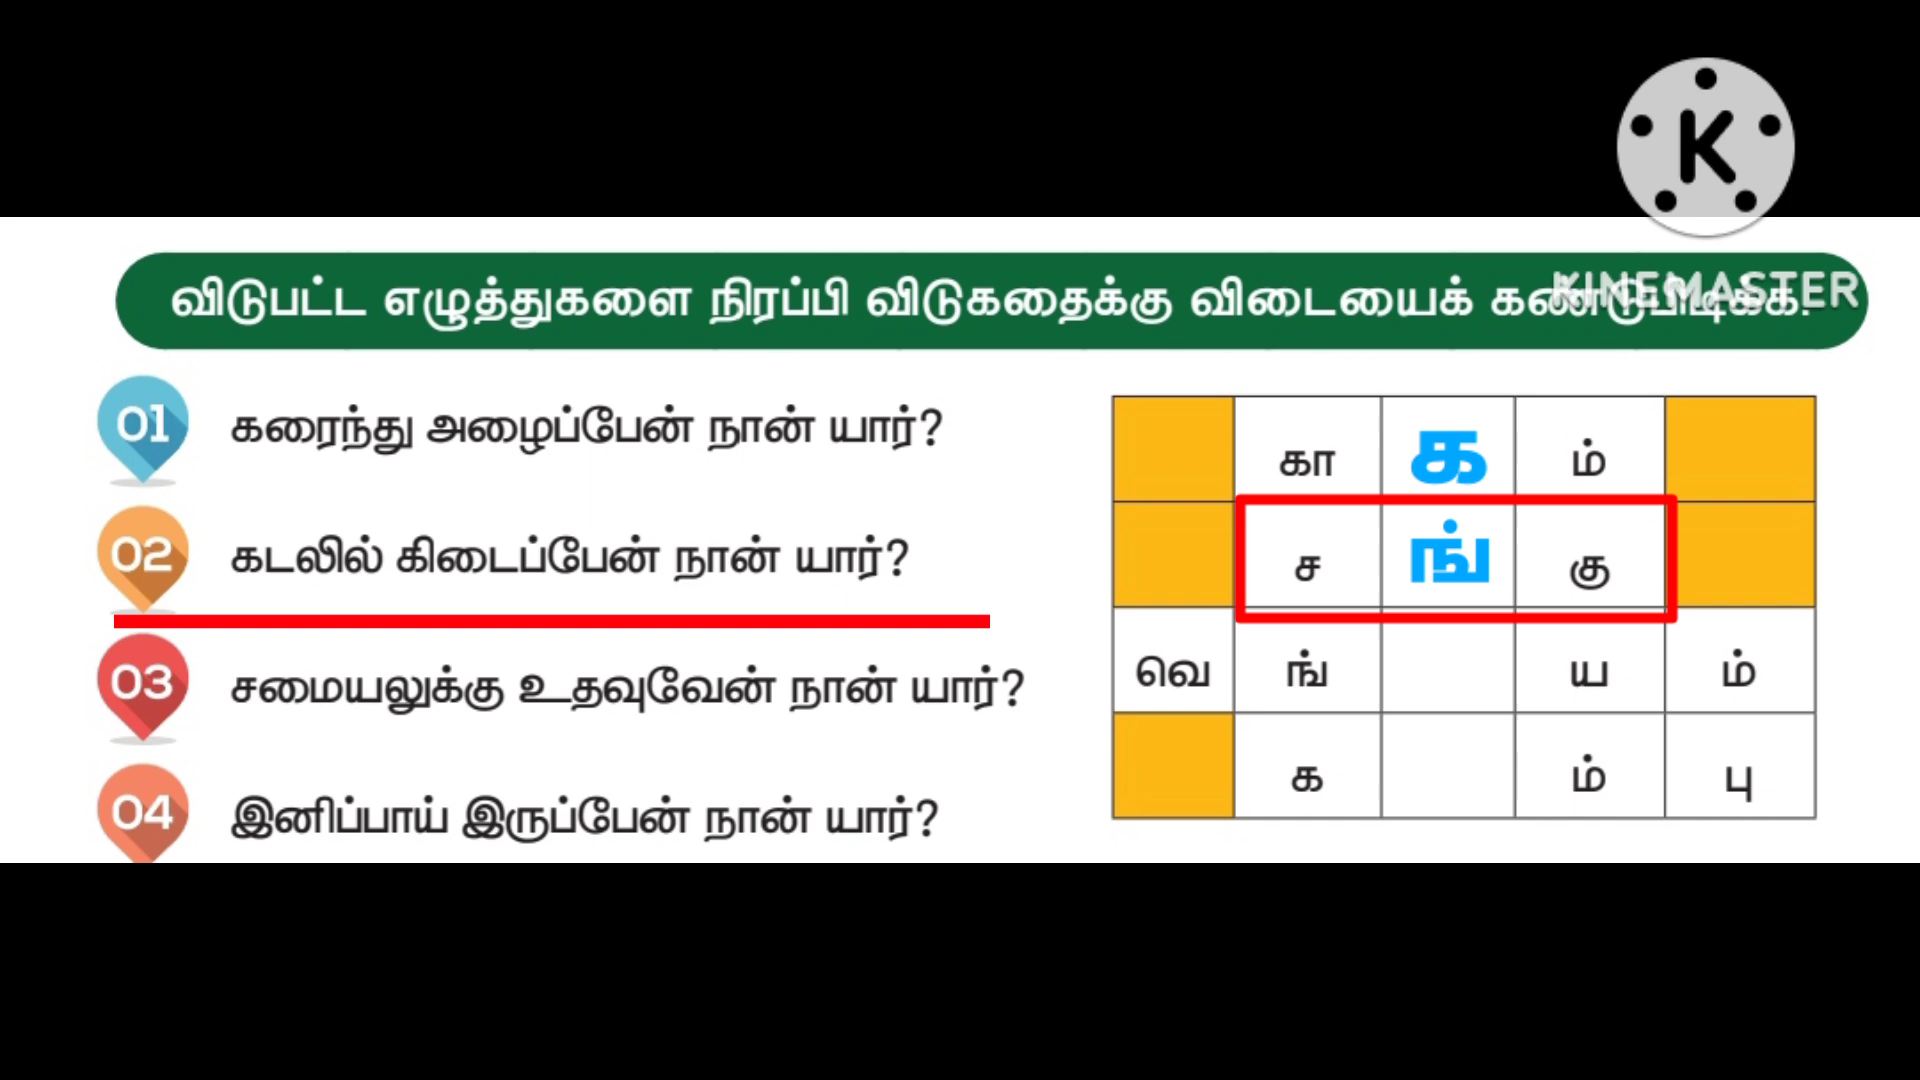 K
KINEMASTER
விடுபட்ட எழுத்துகளை நிரப்பி விடுகதைக்கு விடையைக் கண்டுபிடிக்க.
01 கரைந்து அழைப்பேன் நான் யார்?
02 கடலில் கிடைப்பேன் நான் யார்?
03 சமையலுக்கு உதவுவேன் நான் யார்?
04 இனிப்பாய் இருப்பேன் நான் யார்?
கா க ம்
ச ங் கு
வெ ங் ய ம்
க ம் பு